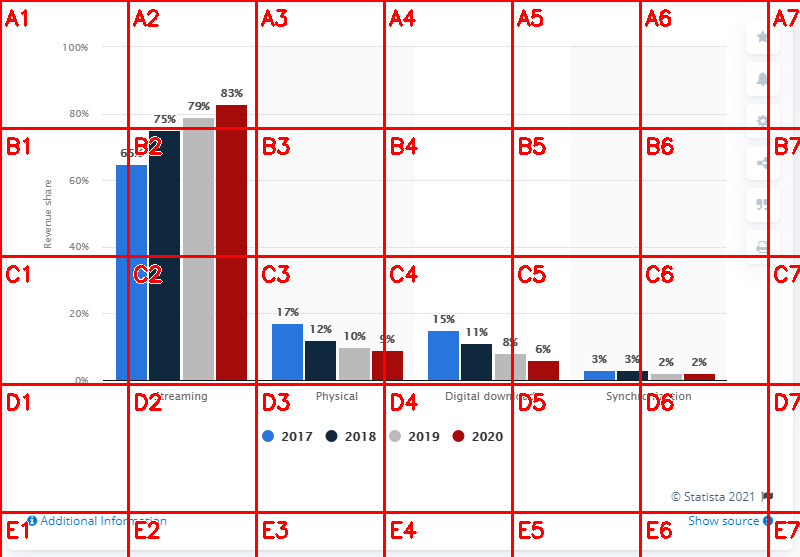 A1 A2 A3 A4 A5 A6 A7
100%
83%
79%
75%
80%
B1 B2 B3 B4 B5 B6 B7
60%
Revenue share
40%
C1 C2 C3 C4 C5 C6 C7
20%
17% 12% 10% 9%
15% 11% 8% 6%
3% 3% 2% 2%
0%
Streaming Physical Digital Synchronization
D1 D2 D3 D4 D5 D6 D7
2017 2018 2019 2020
© Statista 2021
Additional Information Show source
E1 E2 E3 E4 E5 E6 E7